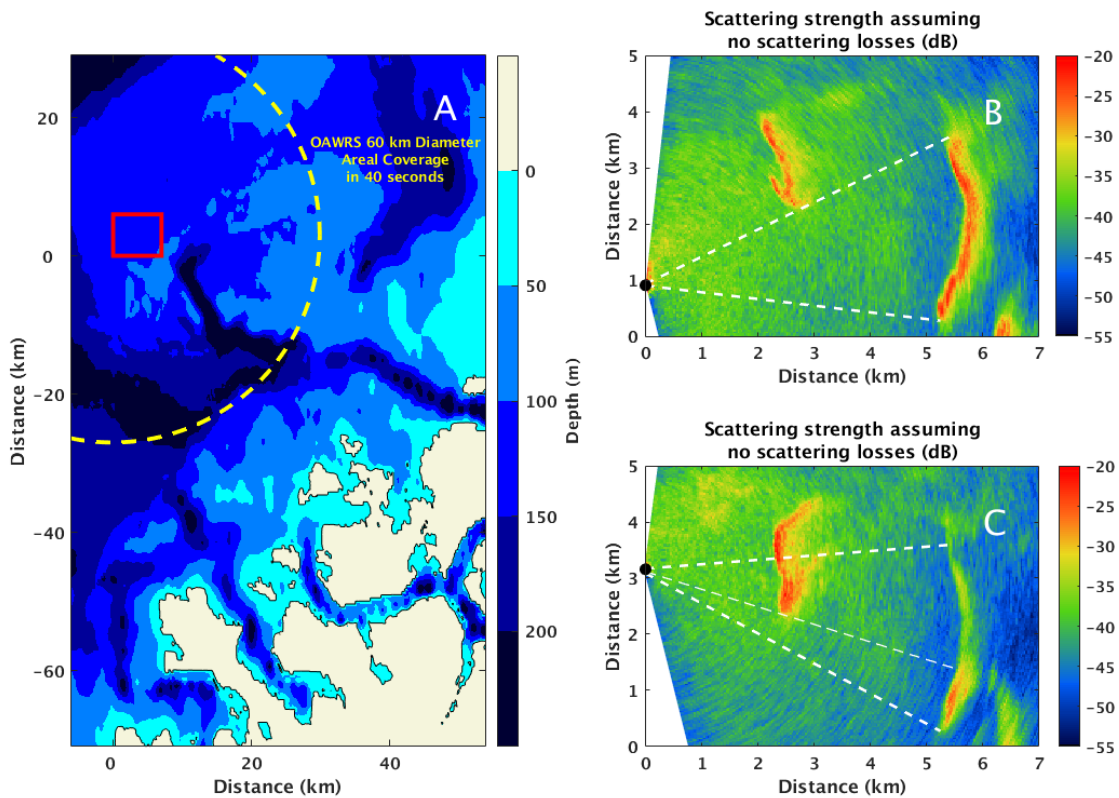 A
OAWRS 60 km Diameter
Areal Coverage
in 40 seconds
20
0
−20
−40
−60
Distance (km)
0
20
40
Distance (km)
0
50
100
150
200
Depth (m)
Scattering strength assuming
no scattering losses (dB)
B
5
4
3
2
1
0
Distance (km)
0 1 2 3 4 5 6 7
Distance (km)
−20
−25
−30
−35
−40
−45
−50
−55
Scattering strength assuming
no scattering losses (dB)
C
5
4
3
2
1
0
Distance (km)
0 1 2 3 4 5 6 7
Distance (km)
−20
−25
−30
−35
−40
−45
−50
−55